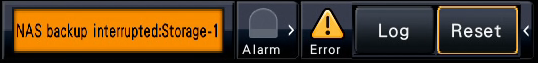 NAS backup interrupted:Storage-1
Alarm
Error
Log
Reset